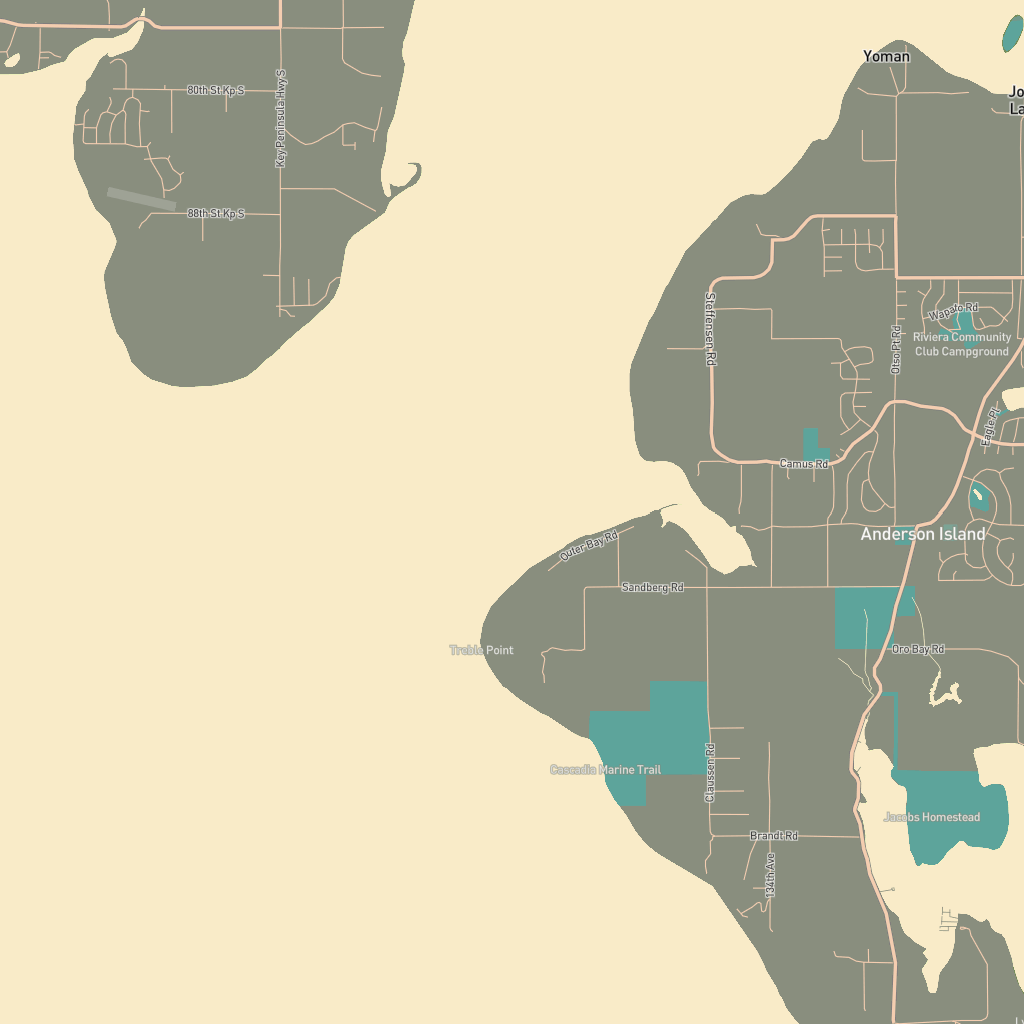 Yoman
Jo
La
80th St Kp S
Key Peninsula Hwy S
88th St Kp S
Steffensen Rd
Otso Pt Rd
Wapato Rd
Riviera Community
Club Campground
Eagle Pl
Camus Rd
Anderson Island
Outer Bay Rd
Sandberg Rd
Treble Point
Oro Bay Rd
Cascadia Marine Trail
Claussen Rd
Jacobs Homestead
Brandt Rd
134th Ave